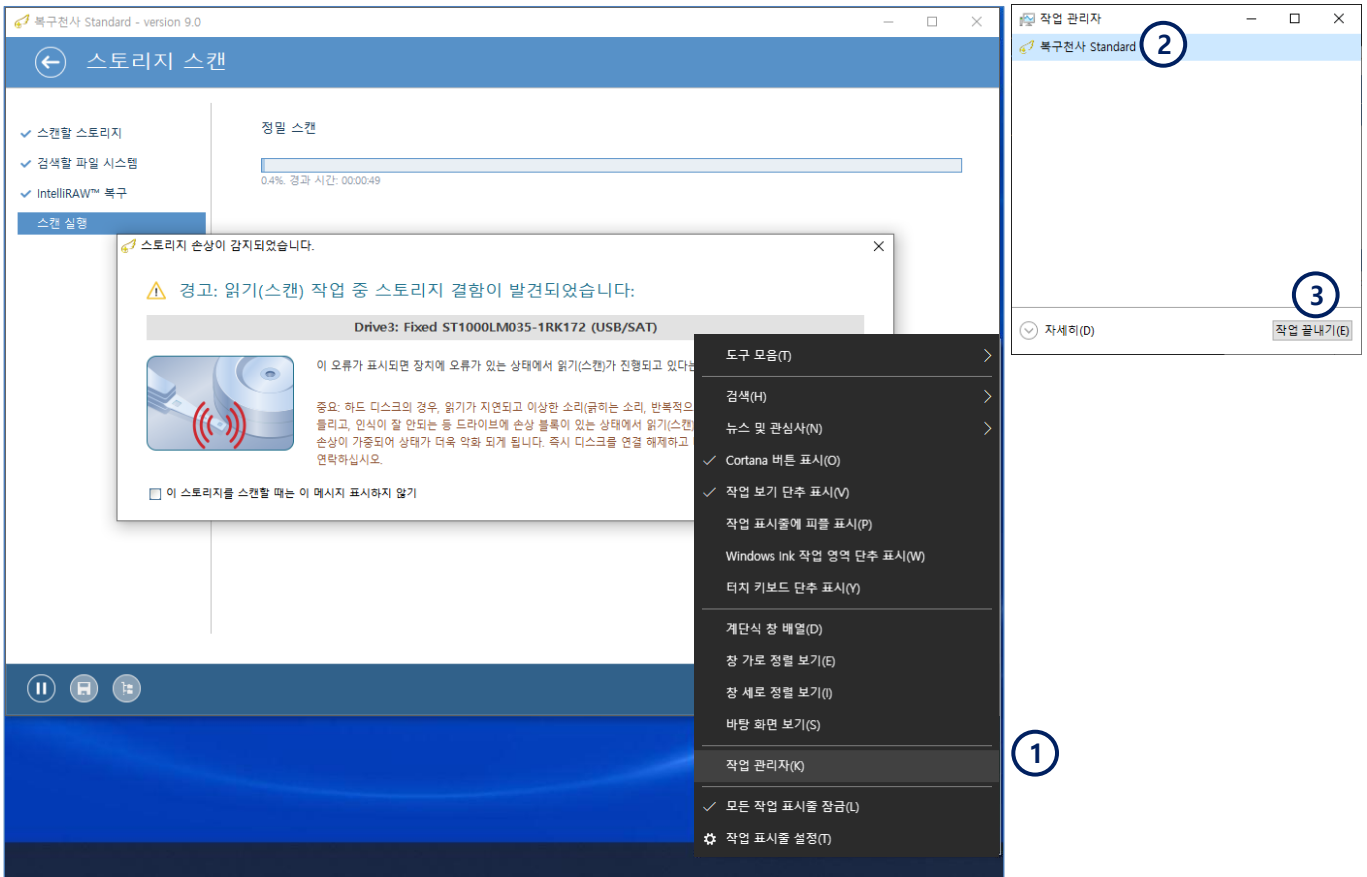 복구천사 Standard - version 9.0
스토리지 스캔
스캔할 스토리지
검색할 파일 시스템
IntelliRAW™ 복구
스캔 실행
정밀 스캔
0.4%. 경과 시간: 00:00:49
스토리지 손상이 감지되었습니다.
경고: 읽기(스캔) 작업 중 스토리지 결함이 발견되었습니다:
Drive3: Fixed ST1000LM035-1RK172 (USB/SAT)
이 오류가 표시되면 장치에 오류가 있는 상태에서 읽기(스캔)가 진행되고 있다는
중요: 하드 디스크의 경우, 읽기가 지연되고 이상한 소리(긁히는 소리, 반복적으
들리고, 인식이 잘 안되는 등 드라이브에 손상 블록이 있는 상태에서 읽기(스캔)
손상이 가중되어 상태가 더욱 악화 되게 됩니다. 즉시 디스크를 연결 해제하고
연락하십시오.
이 스토리지를 스캔할 때는 이 메시지 표시하지 않기
도구 모음(T)
검색(H)
뉴스 및 관심사(N)
Cortana 버튼 표시(O)
작업 보기 단추 표시(V)
작업 표시줄에 피플 표시(P)
Windows Ink 작업 영역 단추 표시(W)
터치 키보드 단추 표시(Y)
계단식 창 배열(D)
창 가로 정렬 보기(E)
창 세로 정렬 보기(I)
바탕 화면 보기(S)
작업 관리자(K)
모든 작업 표시줄 잠금(L)
작업 표시줄 설정(T)
1
작업 관리자
복구천사 Standard
2
3
자세히(D)
작업 끝내기(E)